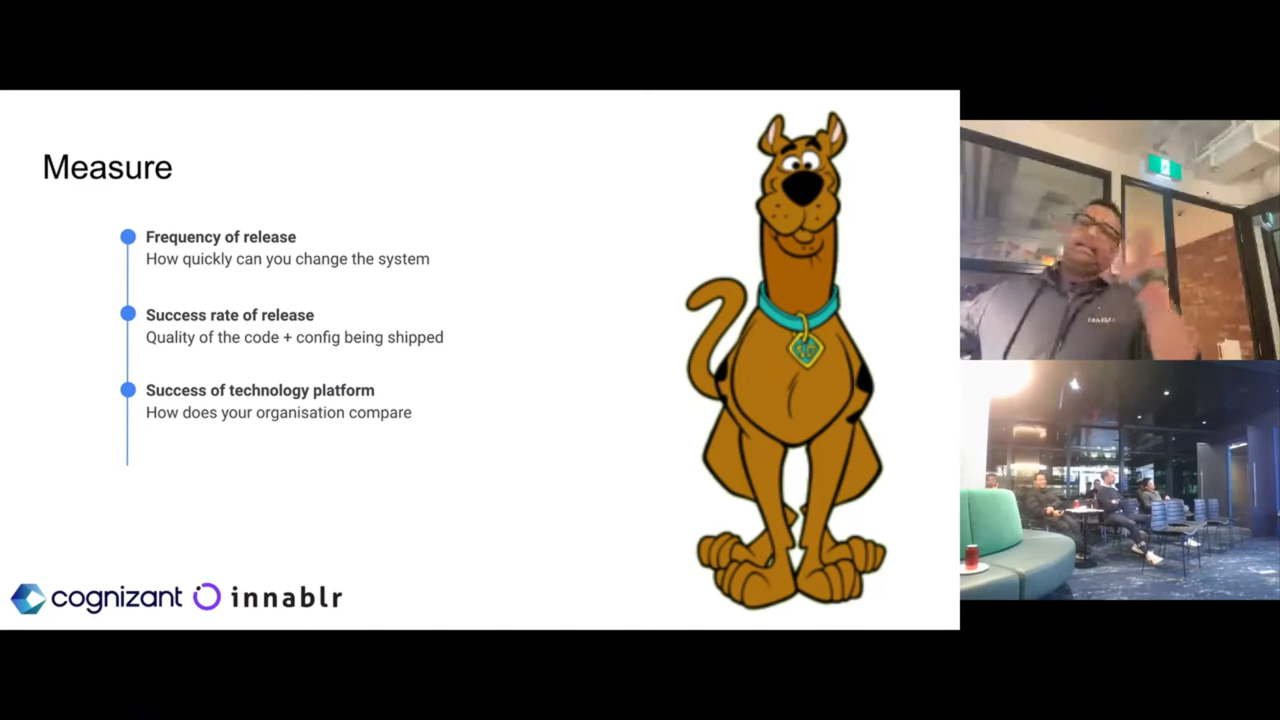 Measure
Frequency of release
How quickly can you change the system
Success rate of release
Quality of the code + config being shipped
Success of technology platform
How does your organisation compare
cognizant innablr